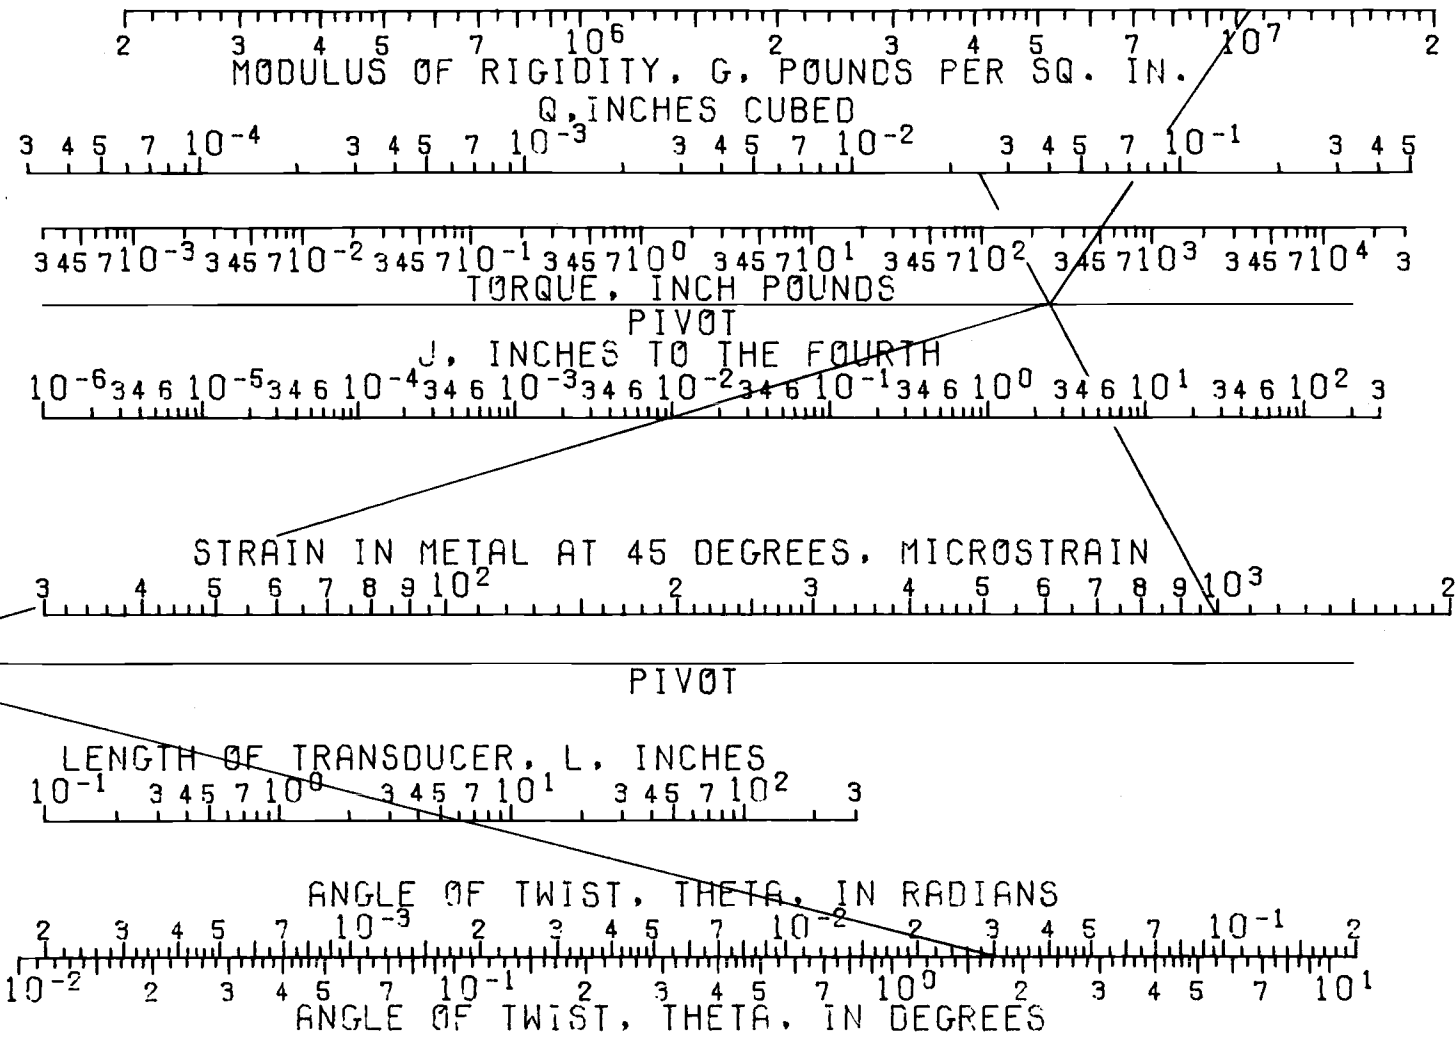 2 3 4 5 7 10⁶ 2 3 4 5 7 10⁷ 2
MODULUS OF RIGIDITY, G, POUNDS PER SQ. IN.
Q, INCHES CUBED
3 4 5 7 10⁻⁴ 3 4 5 7 10⁻³ 3 4 5 7 10⁻² 3 4 5 7 10⁻¹ 3 4 5
3 4 5 7 10⁻³ 3 4 5 7 10⁻² 3 4 5 7 10⁻¹ 3 4 5 7 10⁰ 3 4 5 7 10¹ 3 4 5 7 10² 3 4 5 7 10³ 3 4 5 7 10⁴ 3
TORQUE, INCH POUNDS
PIVOT
J, INCHES TO THE FOURTH
10⁻⁶ 3 4 6 10⁻⁵ 3 4 6 10⁻⁴ 3 4 6 10⁻³ 3 4 6 10⁻² 3 4 6 10⁻¹ 3 4 6 10⁰ 3 4 6 10¹ 3 4 6 10² 3
STRAIN IN METAL AT 45 DEGREES, MICROSTRAIN
3 4 5 6 7 8 9 10² 2 3 4 5 6 7 8 9 10³ 2
PIVOT
LENGTH OF TRANSDUCER, L, INCHES
10⁻¹ 3 4 5 7 10⁰ 3 4 5 7 10¹ 3 4 5 7 10² 3
ANGLE OF TWIST, THETA, IN RADIANS
2 3 4 5 7 10⁻³ 2 3 4 5 7 10⁻² 2 3 4 5 7 10⁻¹ 2
10⁻² 2 3 4 5 7 10⁻¹ 2 3 4 5 7 10⁰ 2 3 4 5 7 10¹
ANGLE OF TWIST, THETA, IN DEGREES